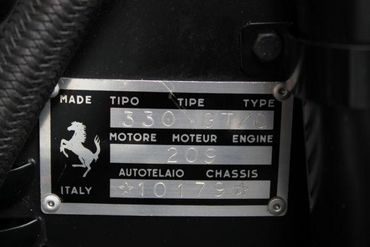 MADE TIPO TIPE TYPE
330 GT/C
MOTORE MOTEUR ENGINE
209
AUTOTELAIO CHASSIS
ITALY ☆10179☆